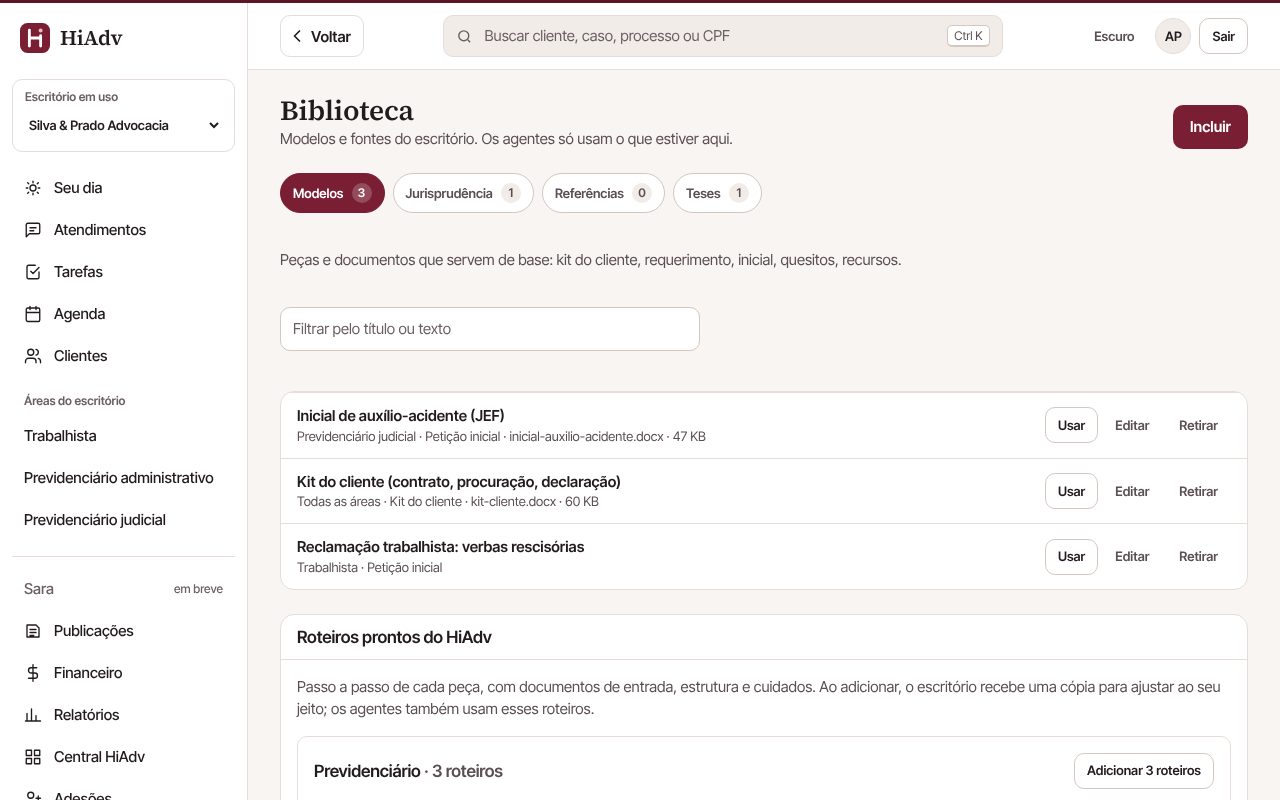 HiAdv
Escritório em uso
Silva & Prado Advocacia
Seu dia
Atendimentos
Tarefas
Agenda
Clientes
Áreas do escritório
Trabalhista
Previdenciário administrativo
Previdenciário judicial
Sara em breve
Publicações
Financeiro
Relatórios
Central HiAdv
Adesões
Voltar
Buscar cliente, caso, processo ou CPF Ctrl K
Escuro AP Sair
Biblioteca
Modelos e fontes do escritório. Os agentes só usam o que estiver aqui.
Incluir
Modelos 3 Jurisprudência 1 Referências 0 Teses 1
Peças e documentos que servem de base: kit do cliente, requerimento, inicial, quesitos, recursos.
Filtrar pelo título ou texto
Inicial de auxílio-acidente (JEF)
Previdenciário judicial · Petição inicial · inicial-auxilio-acidente.docx · 47 KB
Usar Editar Retirar
Kit do cliente (contrato, procuração, declaração)
Todas as áreas · Kit do cliente · kit-cliente.docx · 60 KB
Usar Editar Retirar
Reclamação trabalhista: verbas rescisórias
Trabalhista · Petição inicial
Usar Editar Retirar
Roteiros prontos do HiAdv
Passo a passo de cada peça, com documentos de entrada, estrutura e cuidados. Ao adicionar, o escritório recebe uma cópia para ajustar ao seu
jeito; os agentes também usam esses roteiros.
Previdenciário · 3 roteiros
Adicionar 3 roteiros